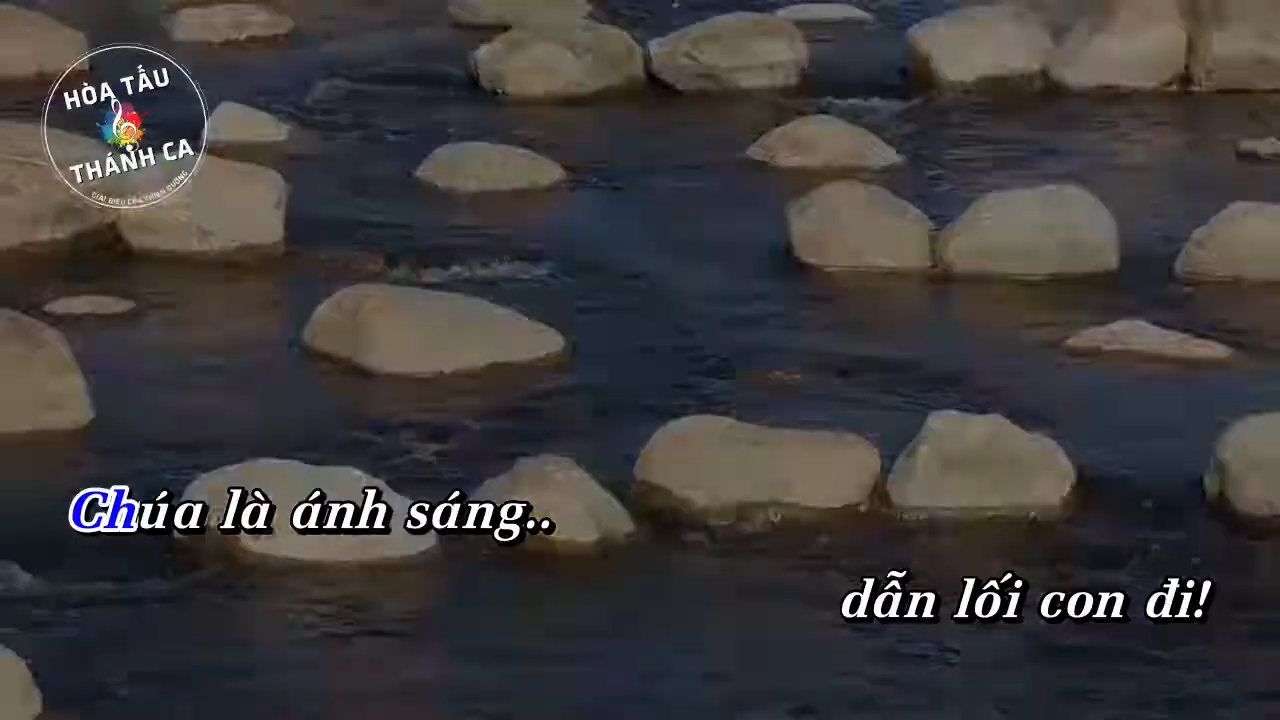 HÒA TẤU
THÁNH CA
Chúa là ánh sáng..
dẫn lối con đi!